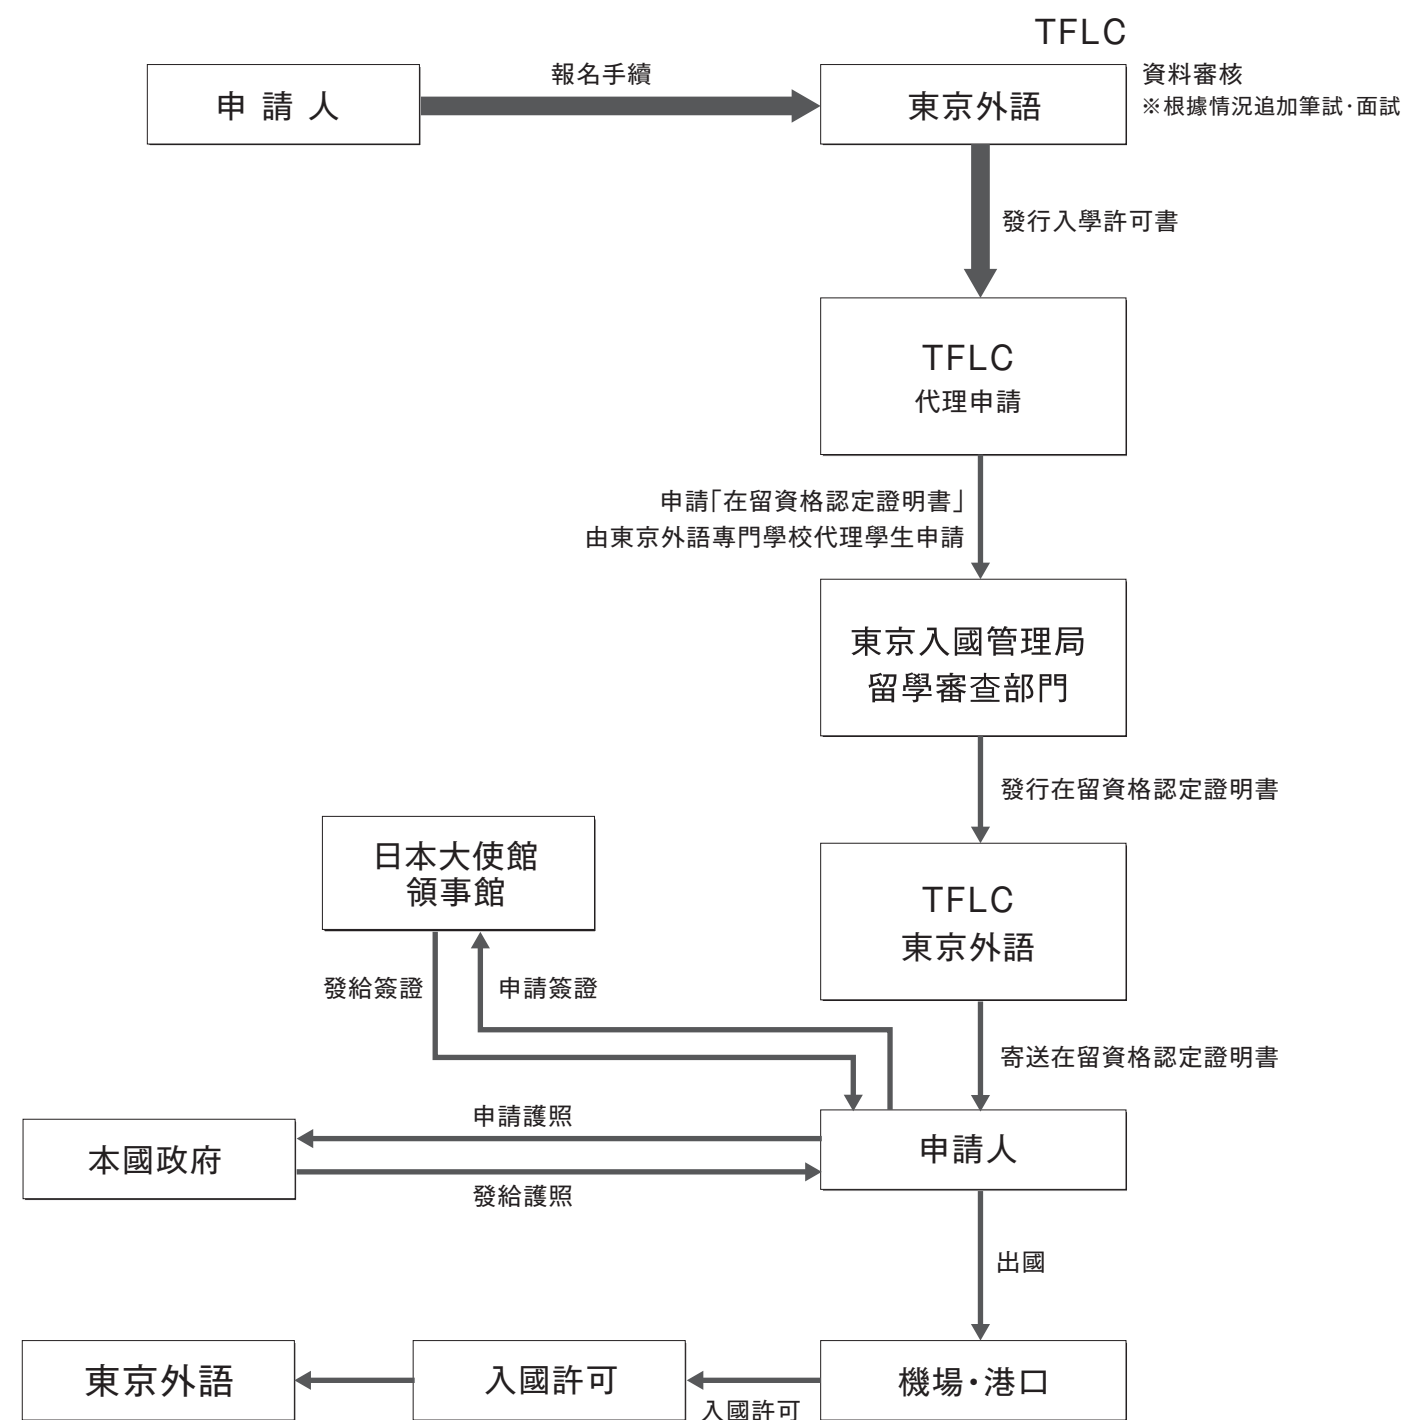 TFLC
申請人
報名手續
東京外語
資料審核
※根據情況追加筆試･面試
發行入學許可書
TFLC
代理申請
申請｢在留資格認定證明書｣
由東京外語專門學校代理學生申請
東京入國管理局
留學審查部門
發行在留資格認定證明書
日本大使館
領事館
TFLC
東京外語
發給簽證
申請簽證
寄送在留資格認定證明書
申請護照
本國政府
申請人
發給護照
出國
東京外語
入國許可
機場･港口
入國許可